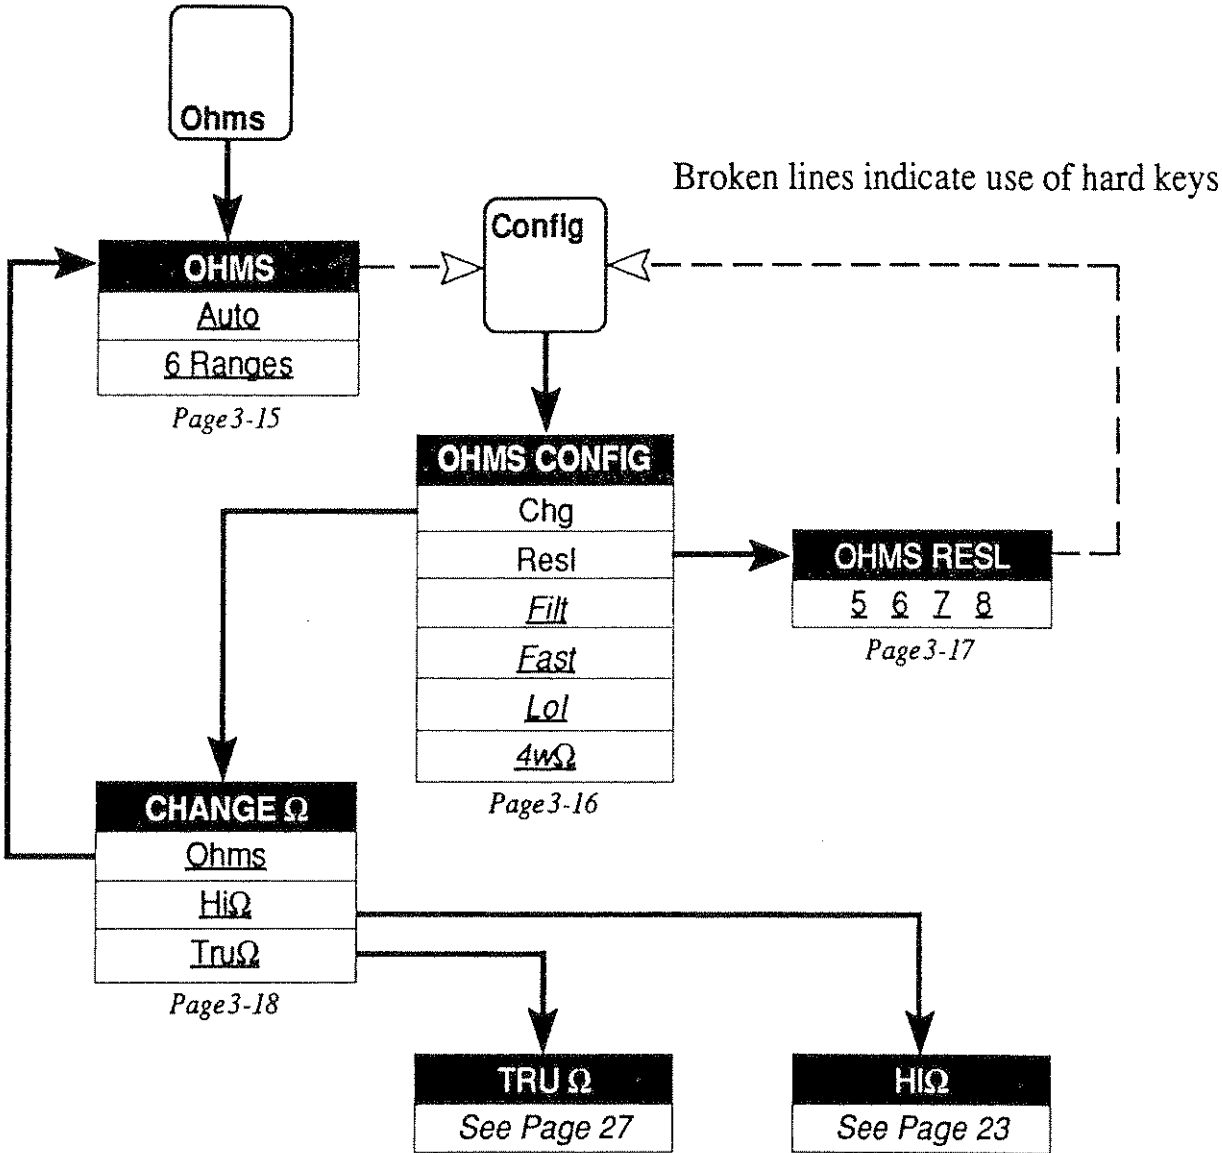 Ohms
Broken lines indicate use of hard keys
Config
OHMS
Auto
6 Ranges
Page 3-15
OHMS CONFIG
Chg
Resl
Filt
Fast
LoI
4wΩ
Page 3-16
OHMS RESL
5 6 7 8
Page 3-17
CHANGE Ω
Ohms
HiΩ
TruΩ
Page 3-18
TRU Ω
See Page 27
HIΩ
See Page 23